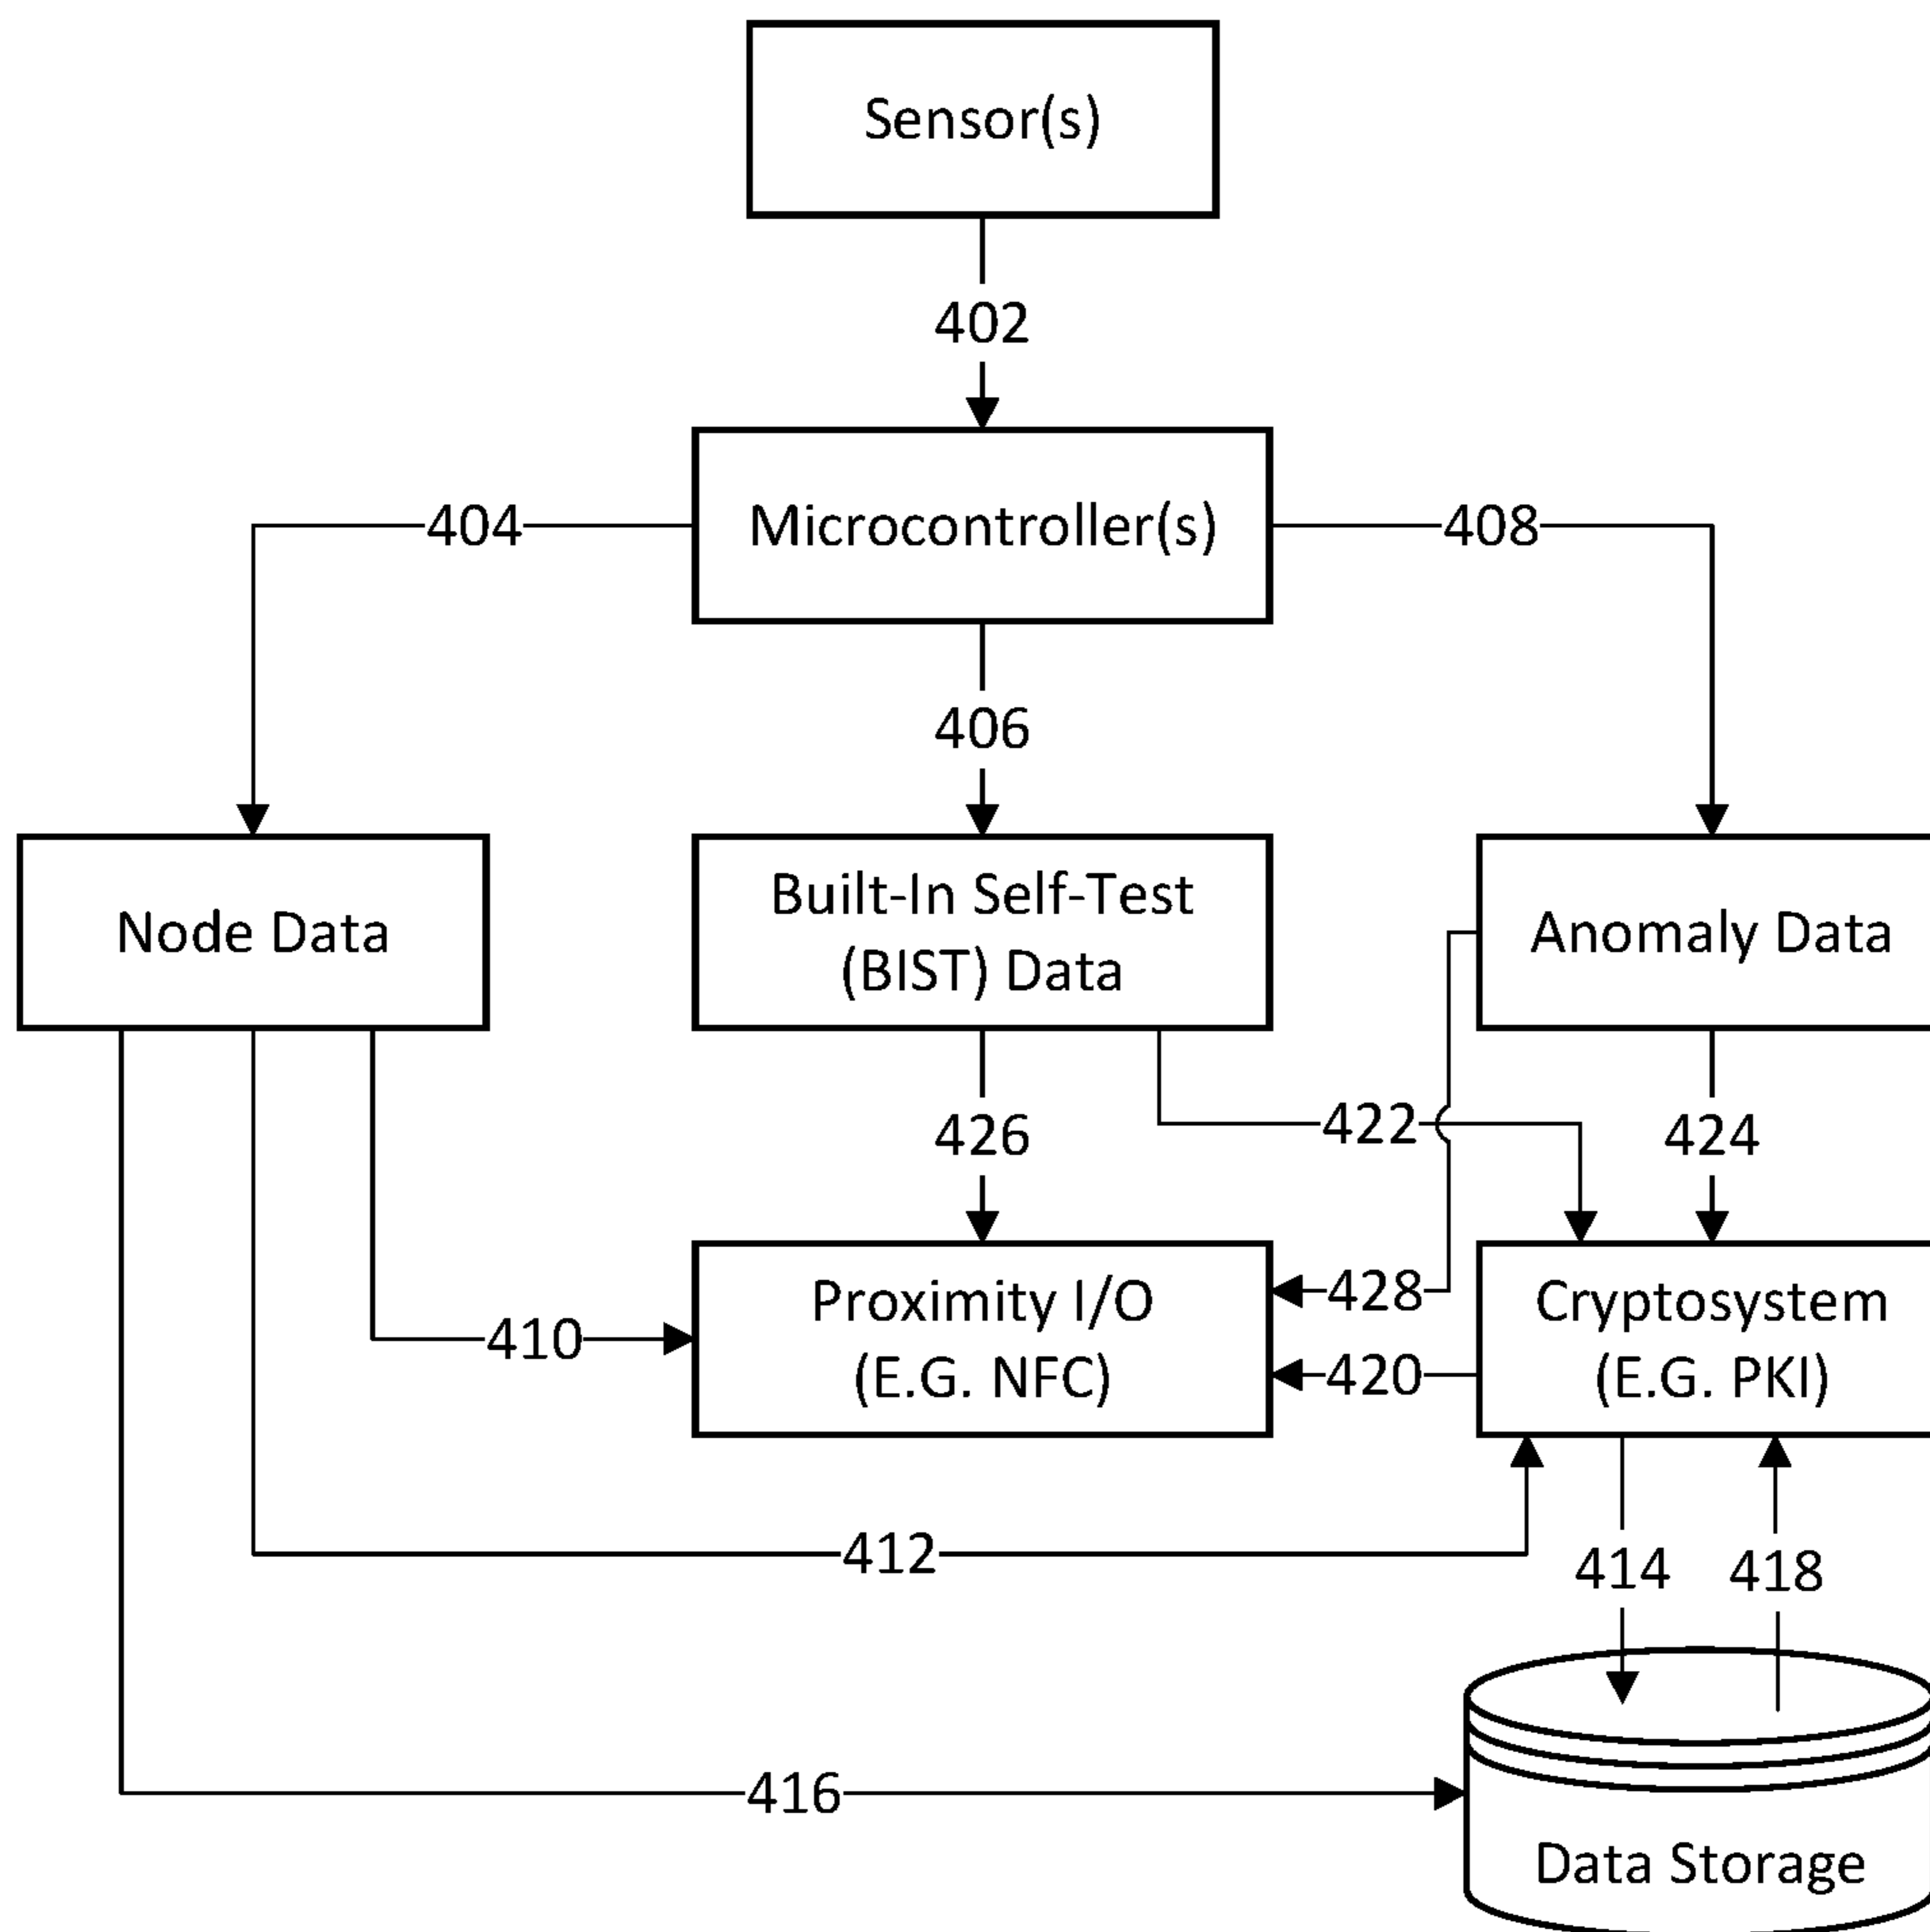 Sensor(s)
402
Microcontroller(s)
404
408
406
Node Data
Built-In Self-Test
(BIST) Data
Anomaly Data
426
422
424
Proximity I/O
(E.G. NFC)
428
420
410
Cryptosystem
(E.G. PKI)
412
414
418
416
Data Storage